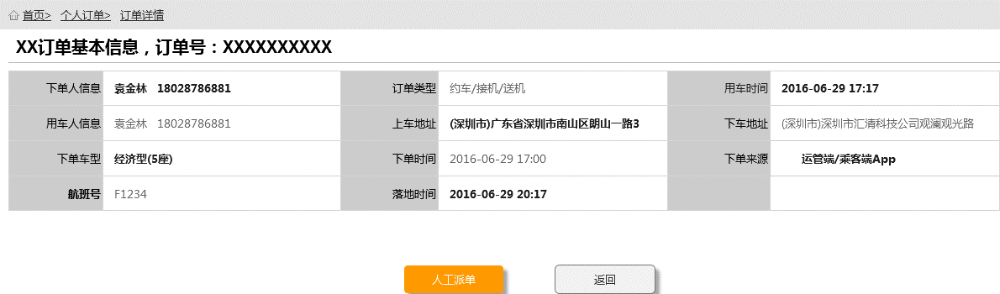 首页> 个人订单> 订单详情
XX订单基本信息，订单号：XXXXXXXXXX
下单人信息 袁金林 18028786881 订单类型 约车/接机/送机 用车时间 2016-06-29 17:17
用车人信息 袁金林 18028786881 上车地址 (深圳市)广东省深圳市南山区朗山一路3 下车地址 (深圳市)深圳市汇清科技公司观澜观光路
下单车型 经济型(5座) 下单时间 2016-06-29 17:00 下单来源 运管端/乘客端App
航班号 F1234 落地时间 2016-06-29 20:17
人工派单 返回